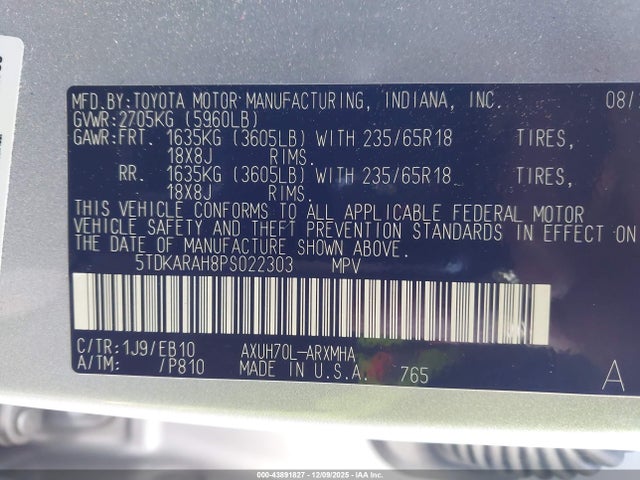 MFD.BY:TOYOTA MOTOR MANUFACTURING, INDIANA, INC. 08/
GVWR:2705KG (5960LB)
GAWR:FRT. 1635KG (3605LB) WITH 235/65R18 TIRES,
18X8J RIMS.
RR. 1635KG (3605LB) WITH 235/65R18 TIRES,
18X8J RIMS.
THIS VEHICLE CONFORMS TO ALL APPLICABLE FEDERAL MOTOR
VEHICLE SAFETY AND THEFT PREVENTION STANDARDS IN EFFECT ON
THE DATE OF MANUFACTURE SHOWN ABOVE.
5TDKARAH8PS022303 MPV
C/TR:1J9/EB10 AXUH70L-ARXMHA
A/TM: /P810 MADE IN U.S.A. 765 A
000-43891827 - 12/09/2025 - IAA Inc.